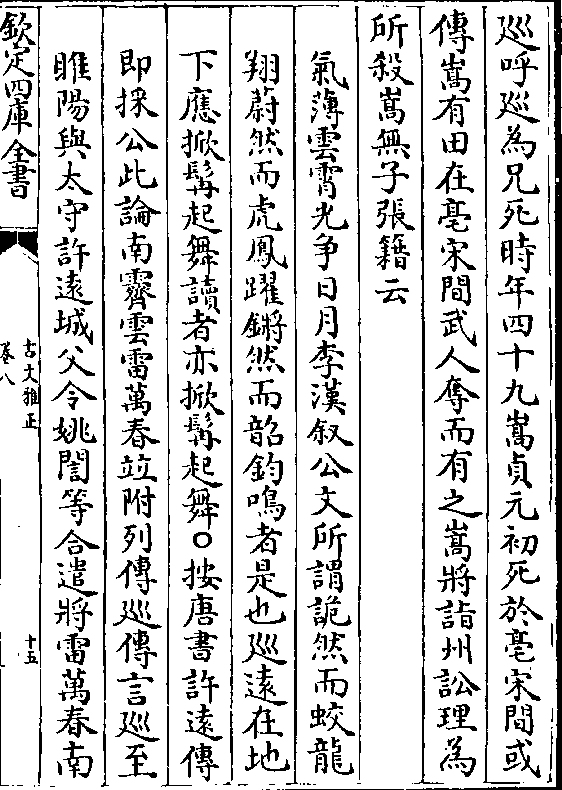 巡呼巡為兄死時年四十九嵩貞元初死於亳宋間或
傳嵩有田在亳宋間武人奪而有之嵩將詣州訟理為
所殺嵩無子張籍云
氣薄雲霄光争日月李漢叙公文所謂詭然而蛟龍
翔蔚然而虎鳳躍鏘然而韶鈞鳴者是也巡遠在地
下應掀髯起舞讀者亦掀髯起舞○按唐書許遠傳
即採公此論南霽雲雷萬春竝附列傳巡傳言巡至
睢陽與太守許遠城父令姚誾等合遣將雷萬春南
欽定四庫全書
古文雅正
卷八
十五